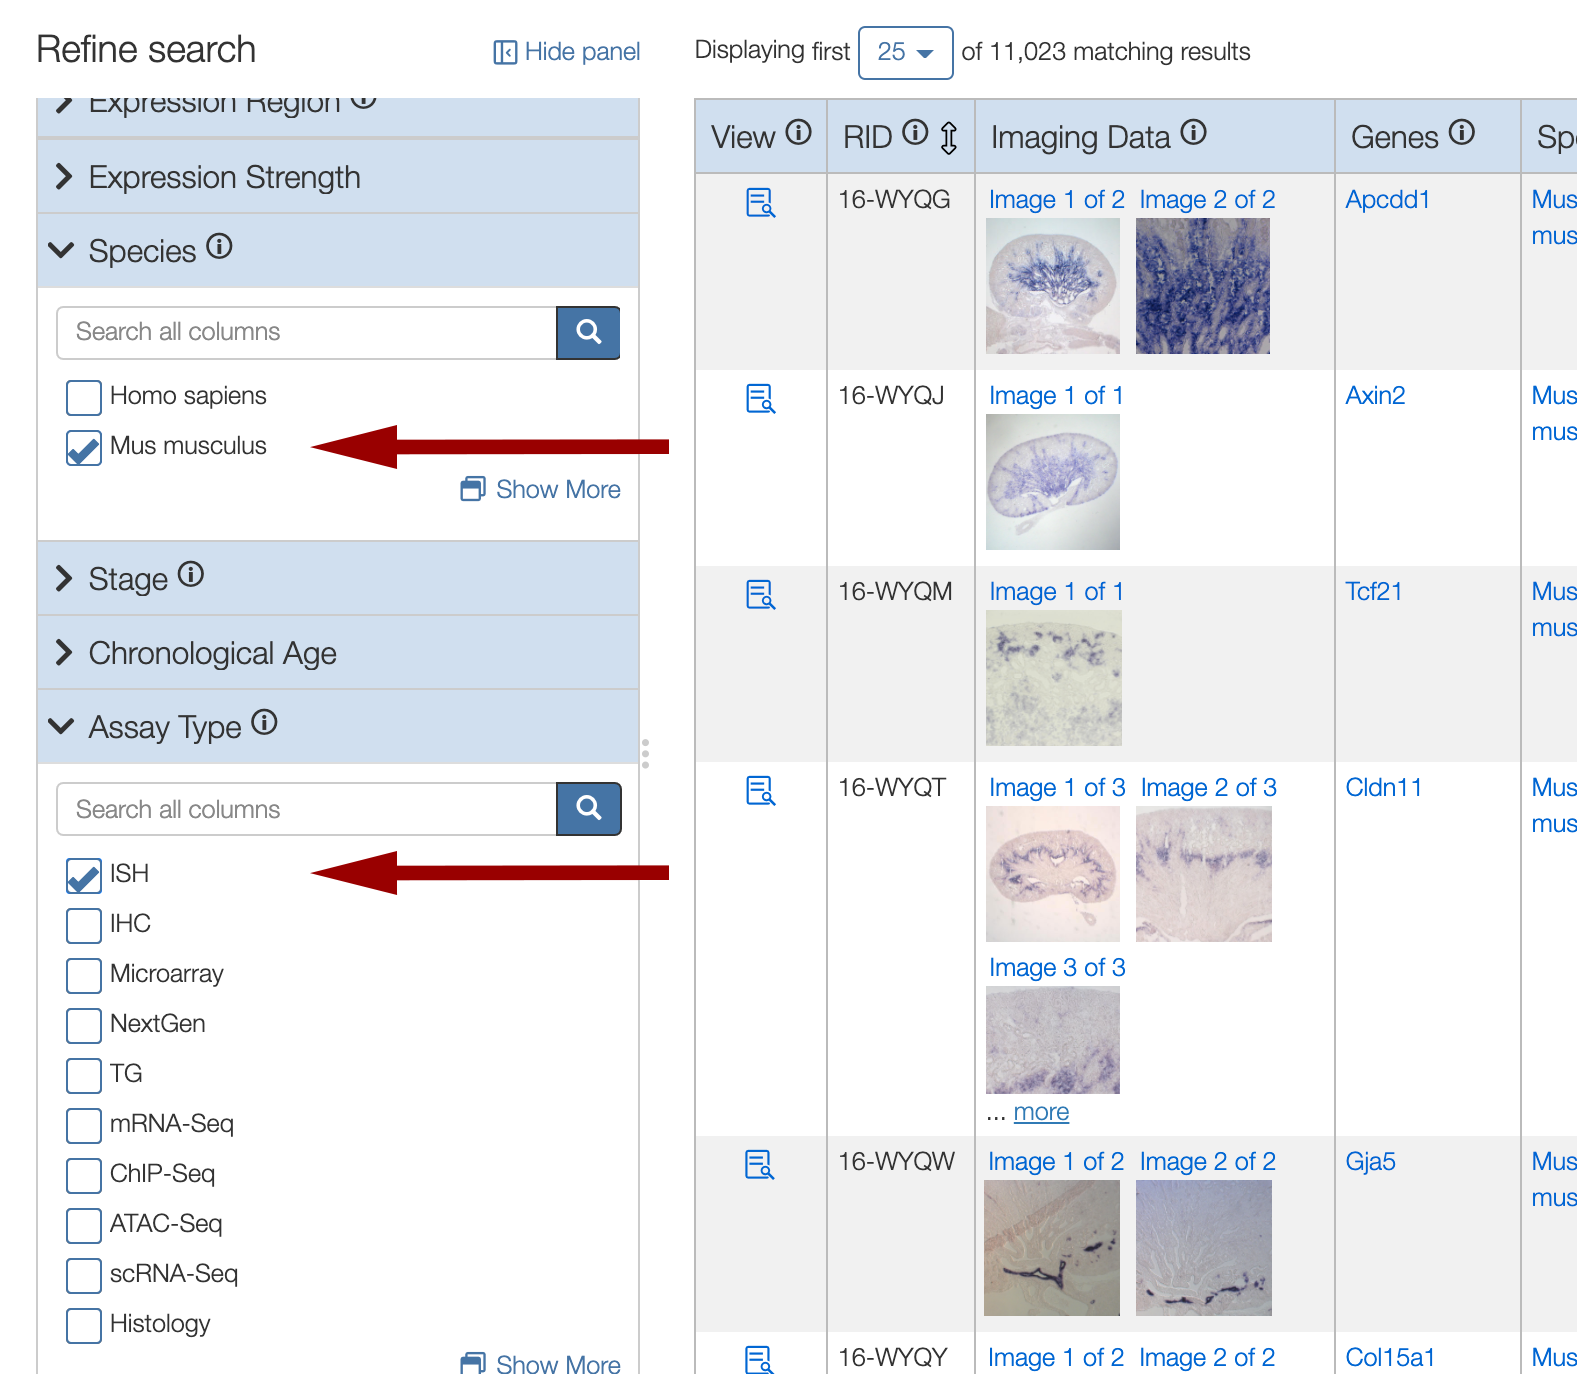 Refine search
Hide panel
Expression Region
Expression Strength
Species
Search all columns
Homo sapiens
Mus musculus
Show More
Stage
Chronological Age
Assay Type
Search all columns
ISH
IHC
Microarray
NextGen
TG
mRNA-Seq
ChIP-Seq
ATAC-Seq
scRNA-Seq
Histology
Show More
Displaying first 25 of 11,023 matching results
View RID Imaging Data Genes Spe
16-WYQG Image 1 of 2 Image 2 of 2 Apcdd1 Mus
mus
16-WYQJ Image 1 of 1 Axin2 Mus
mus
16-WYQM Image 1 of 1 Tcf21 Mus
mus
16-WYQT Image 1 of 3 Image 2 of 3 Cldn11 Mus
mus
Image 3 of 3
... more
16-WYQW Image 1 of 2 Image 2 of 2 Gja5 Mus
mus
16-WYQY Image 1 of 2 Image 2 of 2 Col15a1 Mus